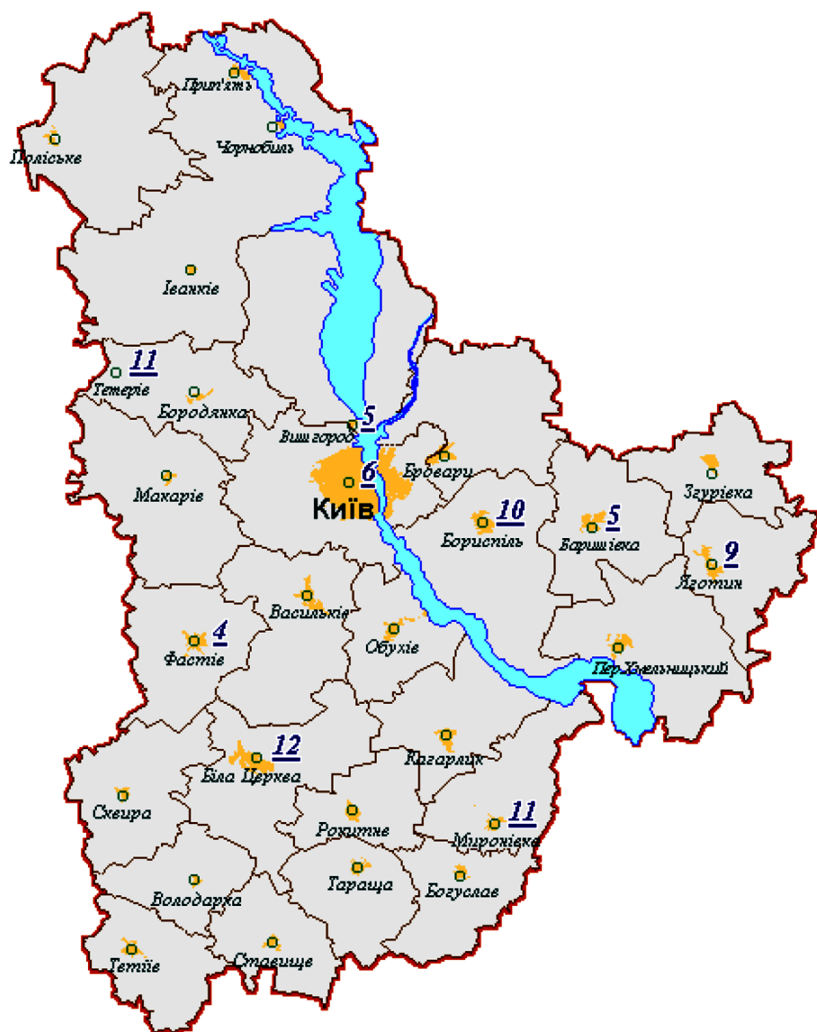 Прип'ять
Чорнобиль
Поліське
Іванків
11
Тетерів
Бородянка
5
Вишгород
Бровари
6
Київ
Макарів
Згурівка
10
Бориспіль
5
Баришівка
9
Яготин
Васильків
4
Фастів
Обухів
Пер.Хмельницький
Кагарлик
12
Біла Церква
Сквира
Рокитне
11
Миронівка
Тараща
Богуслав
Володарка
Тетіїв
Ставище